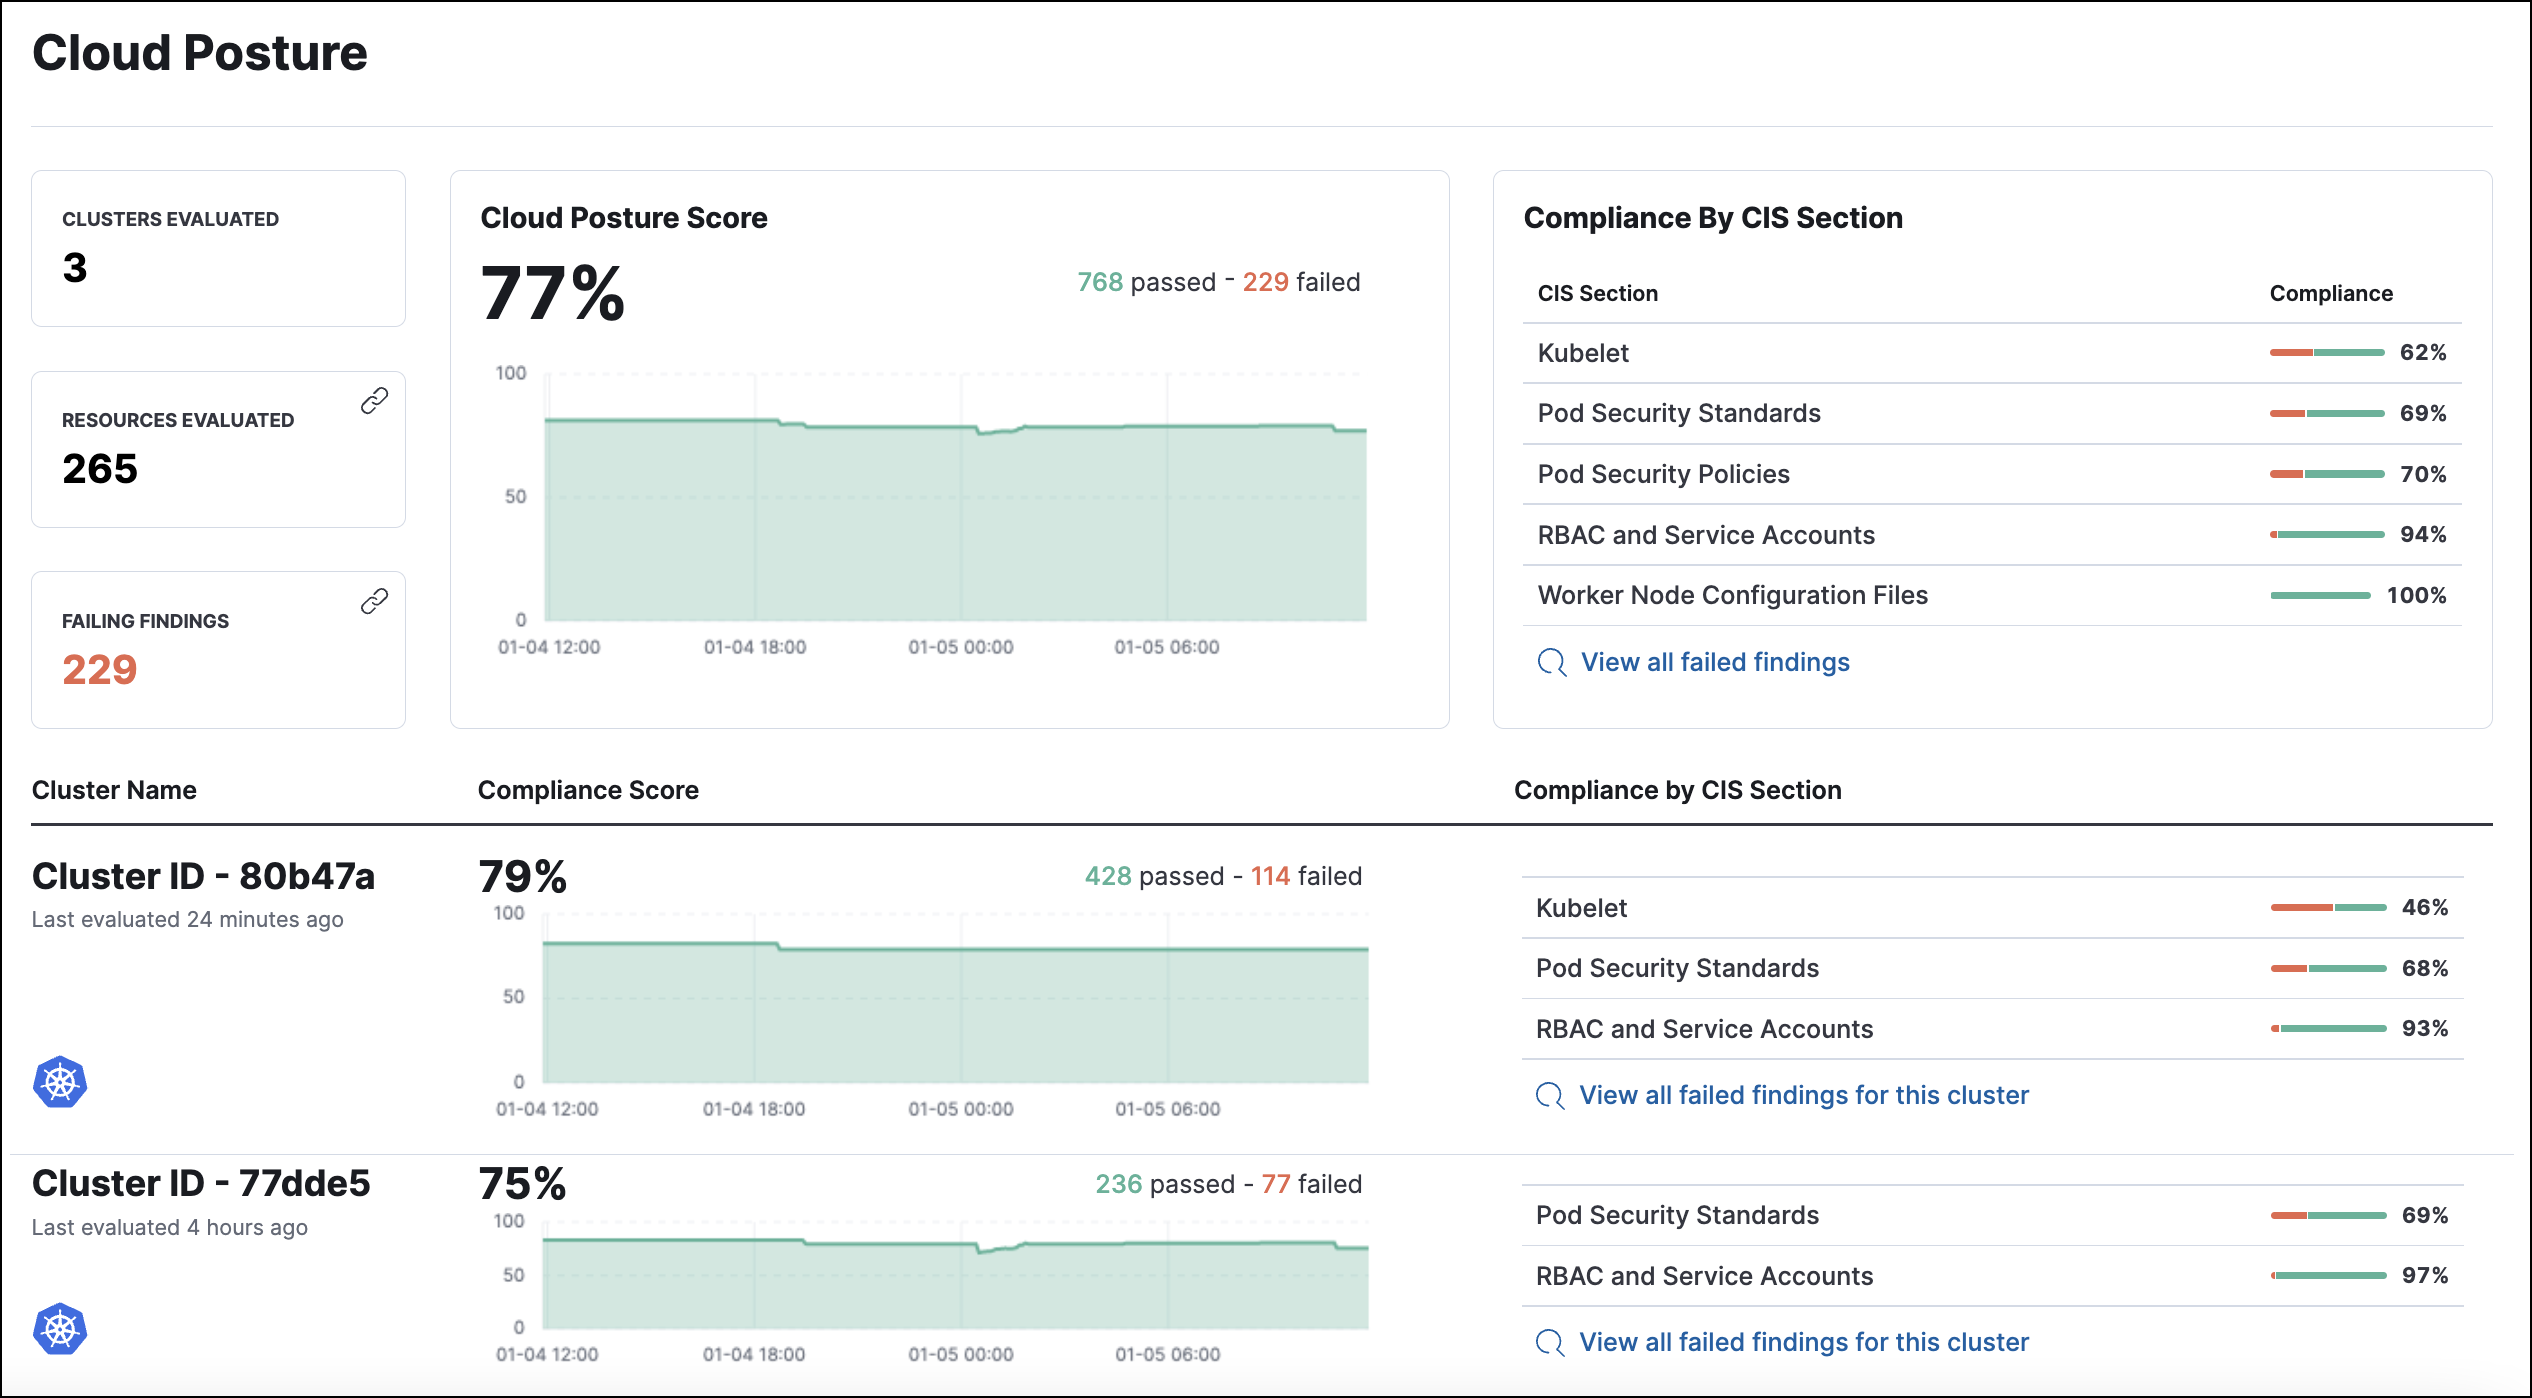 Cloud Posture
CLUSTERS EVALUATED
3
RESOURCES EVALUATED
265
FAILING FINDINGS
229
Cloud Posture Score
77%
768 passed - 229 failed
100
50
0
01-04 12:00 01-04 18:00 01-05 00:00 01-05 06:00
Compliance By CIS Section
CIS Section Compliance
Kubelet 62%
Pod Security Standards 69%
Pod Security Policies 70%
RBAC and Service Accounts 94%
Worker Node Configuration Files 100%
View all failed findings
Cluster Name Compliance Score Compliance by CIS Section
Cluster ID - 80b47a
Last evaluated 24 minutes ago
79%
428 passed - 114 failed
100
50
0
01-04 12:00 01-04 18:00 01-05 00:00 01-05 06:00
Kubelet 46%
Pod Security Standards 68%
RBAC and Service Accounts 93%
View all failed findings for this cluster
Cluster ID - 77dde5
Last evaluated 4 hours ago
75%
236 passed - 77 failed
100
50
0
01-04 12:00 01-04 18:00 01-05 00:00 01-05 06:00
Pod Security Standards 69%
RBAC and Service Accounts 97%
View all failed findings for this cluster